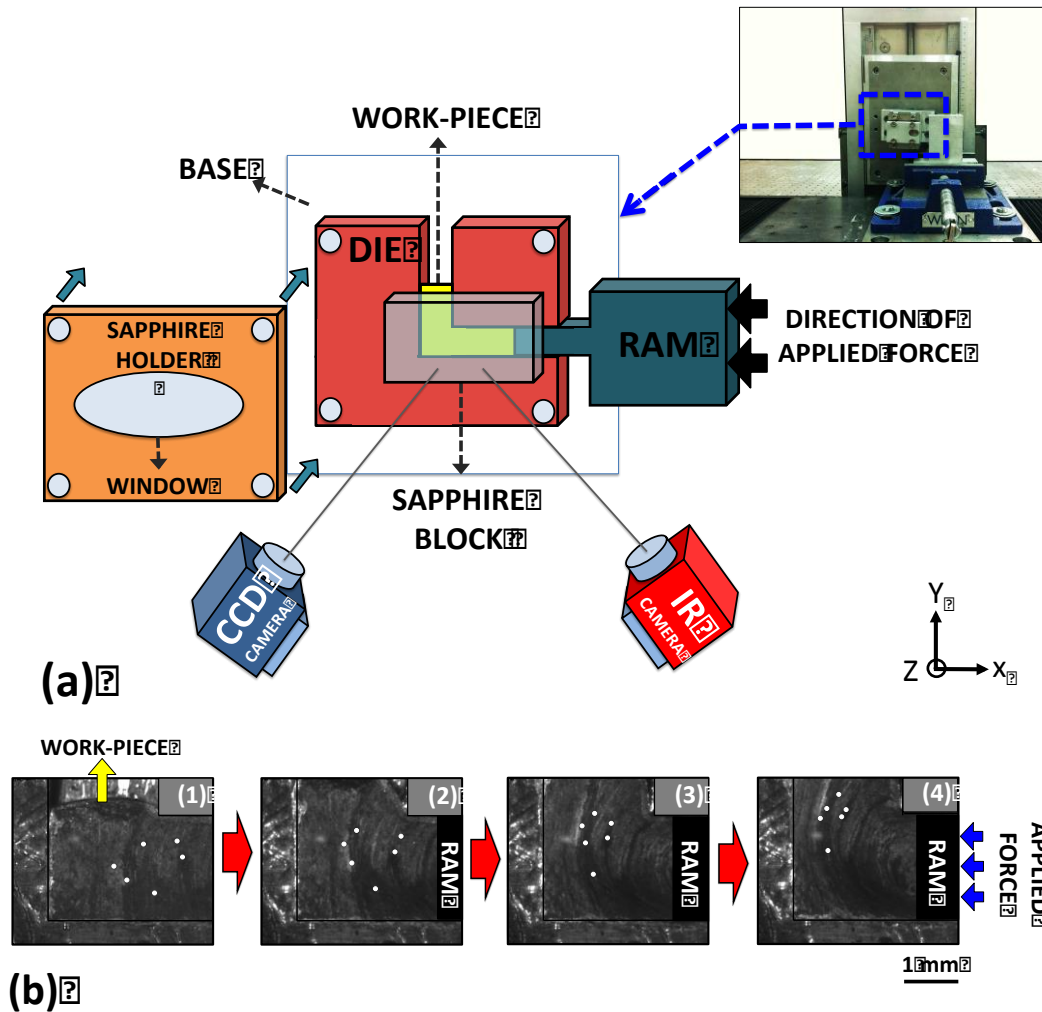 WORK-PIECE
BASE
DIE
SAPPHIRE
HOLDER
WINDOW
RAM
DIRECTION OF
APPLIED FORCE
SAPPHIRE
BLOCK
CCD
CAMERA
IR
CAMERA
Y
Z
X
(a)
WORK-PIECE
(1)
(2)
(3)
(4)
RAM
RAM
RAM
APPLIED
FORCE
1 mm
(b)